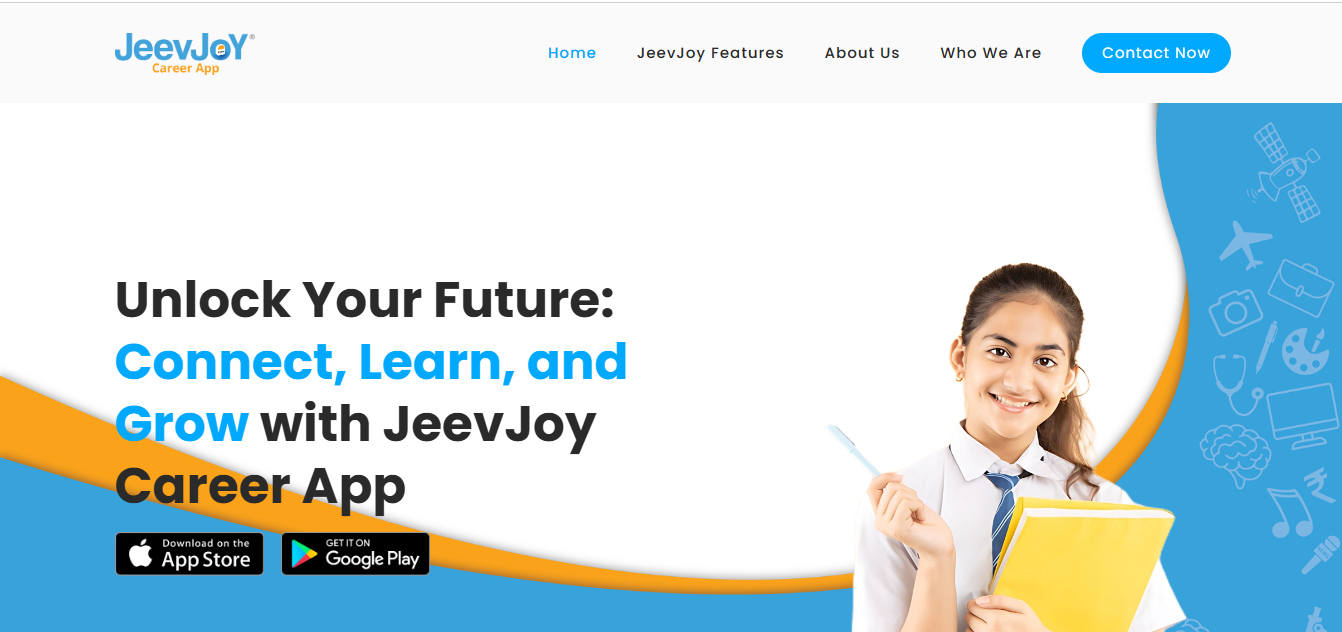 JeevJoY®
Career App
Home
JeevJoy Features
About Us
Who We Are
Contact Now
Unlock Your Future:
Connect, Learn, and
Grow with JeevJoy
Career App
Download on the
App Store
GET IT ON
Google Play